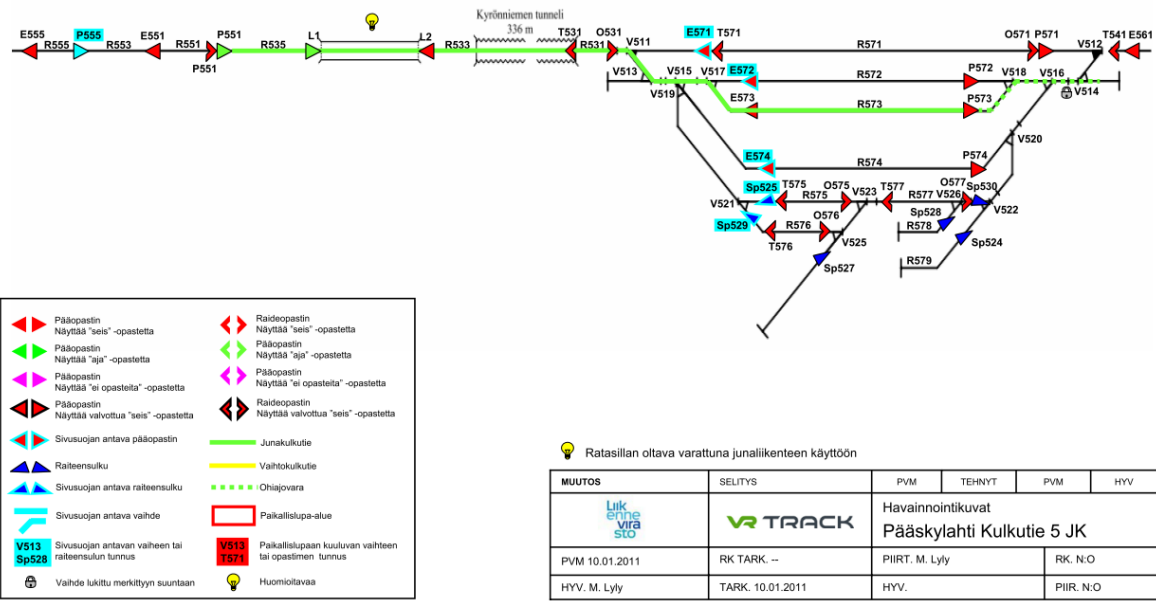 Kyrönniemen tunneli
336 m
E555 P555 E551 P551 L1 L2 T531 O531 V511 E571 T571 O571 P571 V512 T541 E561
R555 R553 R551 R535 R533 R531 R571
P551
V513 V515 V517 E572 R572 P572 V518 V516
V519 E573 R573 P573 V514
V520
E574 R574 P574
Sp525 T575 O575 V523 T577 O577 Sp530
V521 R575 R577 V526 V522
Sp529 R576 O576 Sp528 R578
T576 V525 Sp524
Sp527 R579
Pääopastin
Näyttää "seis" -opastetta
Raideopastin
Näyttää "seis" -opastetta
Pääopastin
Näyttää "aja" -opastetta
Pääopastin
Näyttää "aja" -opastetta
Pääopastin
Näyttää "ei opasteita" -opastetta
Pääopastin
Näyttää "ei opasteita" -opastetta
Pääopastin
Näyttää valvottua "seis" -opastetta
Raideopastin
Näyttää valvottua "seis" -opastetta
Sivusuojan antava pääopastin
Junakulkutie
Raiteensulku
Vaihtokulkutie
Sivusuojan antava raiteensulku
Ohiajovara
Sivusuojan antava vaihde
Paikallislupa-alue
V513
Sp528
Sivusuojan antavan vaiheen tai
raiteensulun tunnus
V513
T571
Paikallislupaan kuuluvan vaihteen
tai opastimen tunnus
Vaihde lukittu merkittyyn suuntaan
Huomioitavaa
Ratasillan oltava varattuna junaliikenteen käyttöön
MUUTOS SELITYS PVM TEHNYT PVM HYV
Liik
enne
vira
sto
VR TRACK
Havainnointikuvat
Pääskylahti Kulkutie 5 JK
PVM 10.01.2011 RK TARK. -- PIIRT. M. Lyly RK. N:O
HYV. M. Lyly TARK. 10.01.2011 HYV. PIIR. N:O